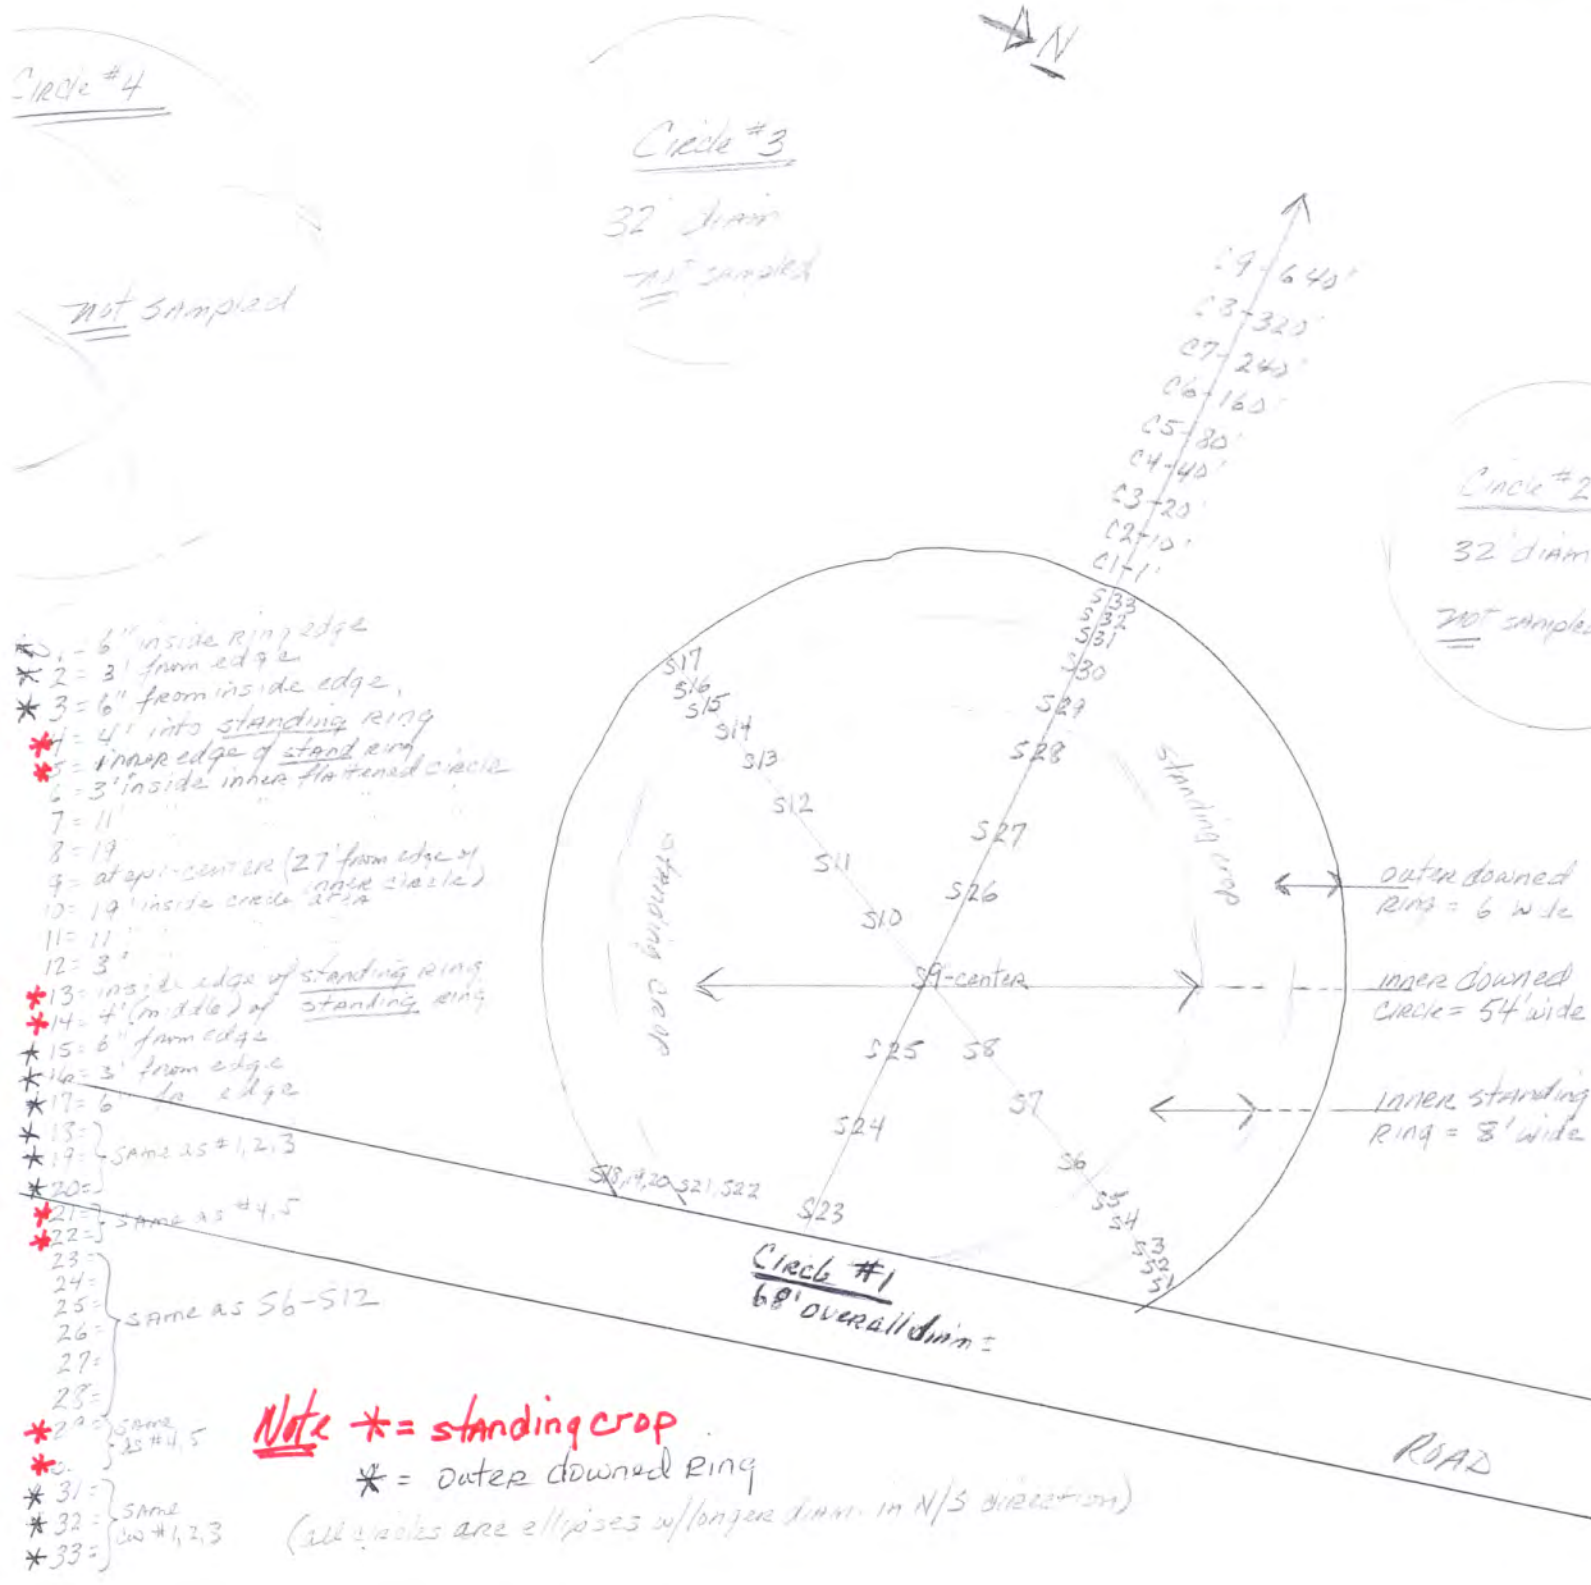 N
Circle #4
not sampled
Circle #3
32' diam
not sampled
C9-640'
C8-320'
C7-240'
C6-160'
C5-80'
C4-40'
C3-20'
C2-10'
C1-1'
Circle #2
32' diam
not sampled
1 - 6" inside ring edge
2 = 3' from edge
3 = 6" from inside edge,
4 = 4' into standing ring
5 = inner edge of stand ring
6 = 3' inside inner flattened circle
7 = 11' " " "
8 = 19'
9 = at epi-center (27' from edge of
inner circle)
10 = 19' inside circle area
11 = 11' "
12 = 3' "
13 = inside edge of standing ring
14 = 4' (middle) of standing ring
15 = 6" from edge
16 = 3' from edge
17 = 6" edge
18 =
19 = same as #1,2,3
20 =
21 = same as #4,5
22 =
23 =
24 =
25 = same as S6-S12
26 =
27 =
28 =
29 = same
as #4,5
31 =
32 = same
as #1,2,3
33 =
S33
S32
S31
S30
S29
S28
S27
S26
S9-center
S25
S24
S23
S17
S16
S15
S14
S13
S12
S11
S10
S8
S7
S6
S5
S4
S3
S2
S1
S18,19,20 S21,S22
standing crop
standing crop
outer downed
ring = 6' wide
inner downed
circle = 54' wide
inner standing
ring = 8' wide
Circle #1
68' overall diam =
ROAD
Note * = standing crop
* = outer downed ring
(all circles are ellipses w/longer diam. in N/S direction)